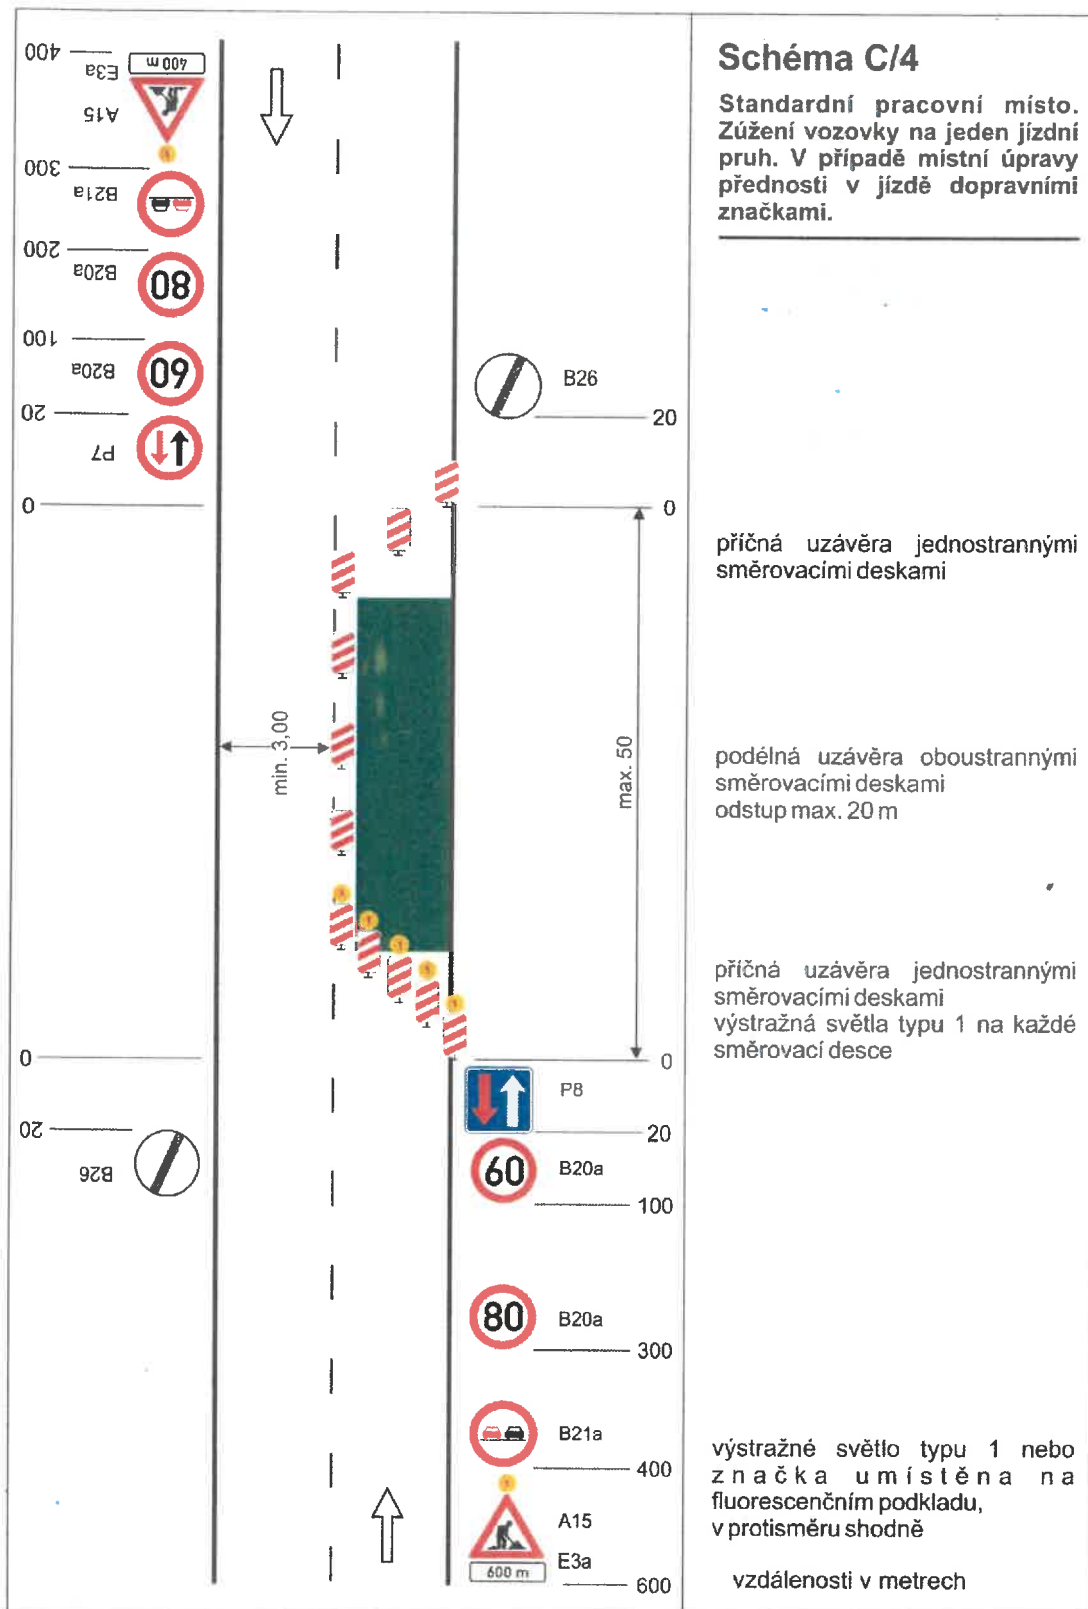 Schéma C/4
Standardní pracovní místo.
Zúžení vozovky na jeden jízdní
pruh. V případě místní úpravy
přednosti v jízdě dopravními
značkami.
400
E3a
400 m
A15
300
B21a
200
B20a
80
100
B20a
60
20
P7
0
B26
20
0
příčná uzávěra jednostrannými
směrovacími deskami
min. 3,00
max. 50
podélná uzávěra oboustrannými
směrovacími deskami
odstup max. 20 m
příčná uzávěra jednostrannými
směrovacími deskami
výstražná světla typu 1 na každé
směrovací desce
0
20
B26
0
P8
20
60
B20a
100
80
B20a
300
B21a
400
A15
E3a
600 m
600
výstražné světlo typu 1 nebo
značka umístěna na
fluorescenčním podkladu,
v protisměru shodně
vzdálenosti v metrech